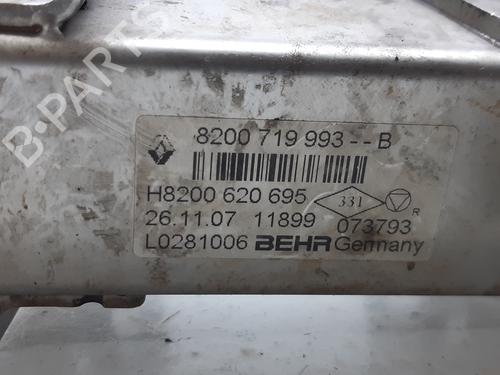 B-PARTS
8200 719 993--B
H8200 620 695
331
R
26.11.07 11899 073793
L0281006 BEHR Germany